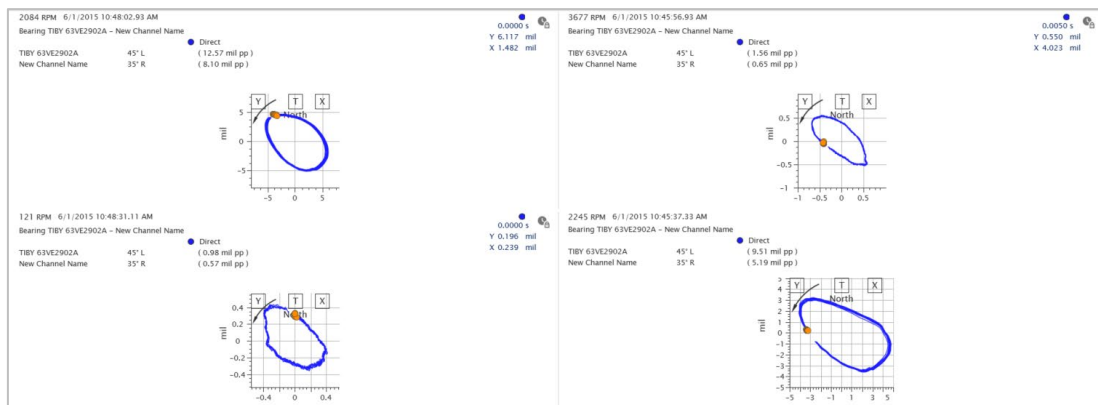 2084 RPM 6/1/2015 10:48:02.93 AM
0.0000 s
Bearing TIBY 63VE2902A – New Channel Name
Y 6.117 mil
Direct
X 1.482 mil
TIBY 63VE2902A 45° L ( 12.57 mil pp )
New Channel Name 35° R ( 8.10 mil pp )
Y T X
North
mil
5
0
-5
-5 0 5
3677 RPM 6/1/2015 10:45:56.93 AM
0.0050 s
Bearing TIBY 63VE2902A – New Channel Name
Y 0.550 mil
Direct
X 4.023 mil
TIBY 63VE2902A 45° L ( 1.56 mil pp )
New Channel Name 35° R ( 0.65 mil pp )
Y T X
North
mil
0.5
0
-0.5
-1
-1 -0.5 0 0.5
121 RPM 6/1/2015 10:48:31.11 AM
0.0000 s
Bearing TIBY 63VE2902A – New Channel Name
Y 0.196 mil
Direct
X 0.239 mil
TIBY 63VE2902A 45° L ( 0.98 mil pp )
New Channel Name 35° R ( 0.57 mil pp )
Y T X
North
mil
0.4
0.2
0
-0.2
-0.4
-0.4 0 0.4
2245 RPM 6/1/2015 10:45:37.33 AM
Bearing TIBY 63VE2902A – New Channel Name
Direct
TIBY 63VE2902A 45° L ( 9.51 mil pp )
New Channel Name 35° R ( 5.19 mil pp )
Y T X
North
mil
5
4
3
2
1
0
-1
-2
-3
-4
-5
-5 -3 -1 1 3 5